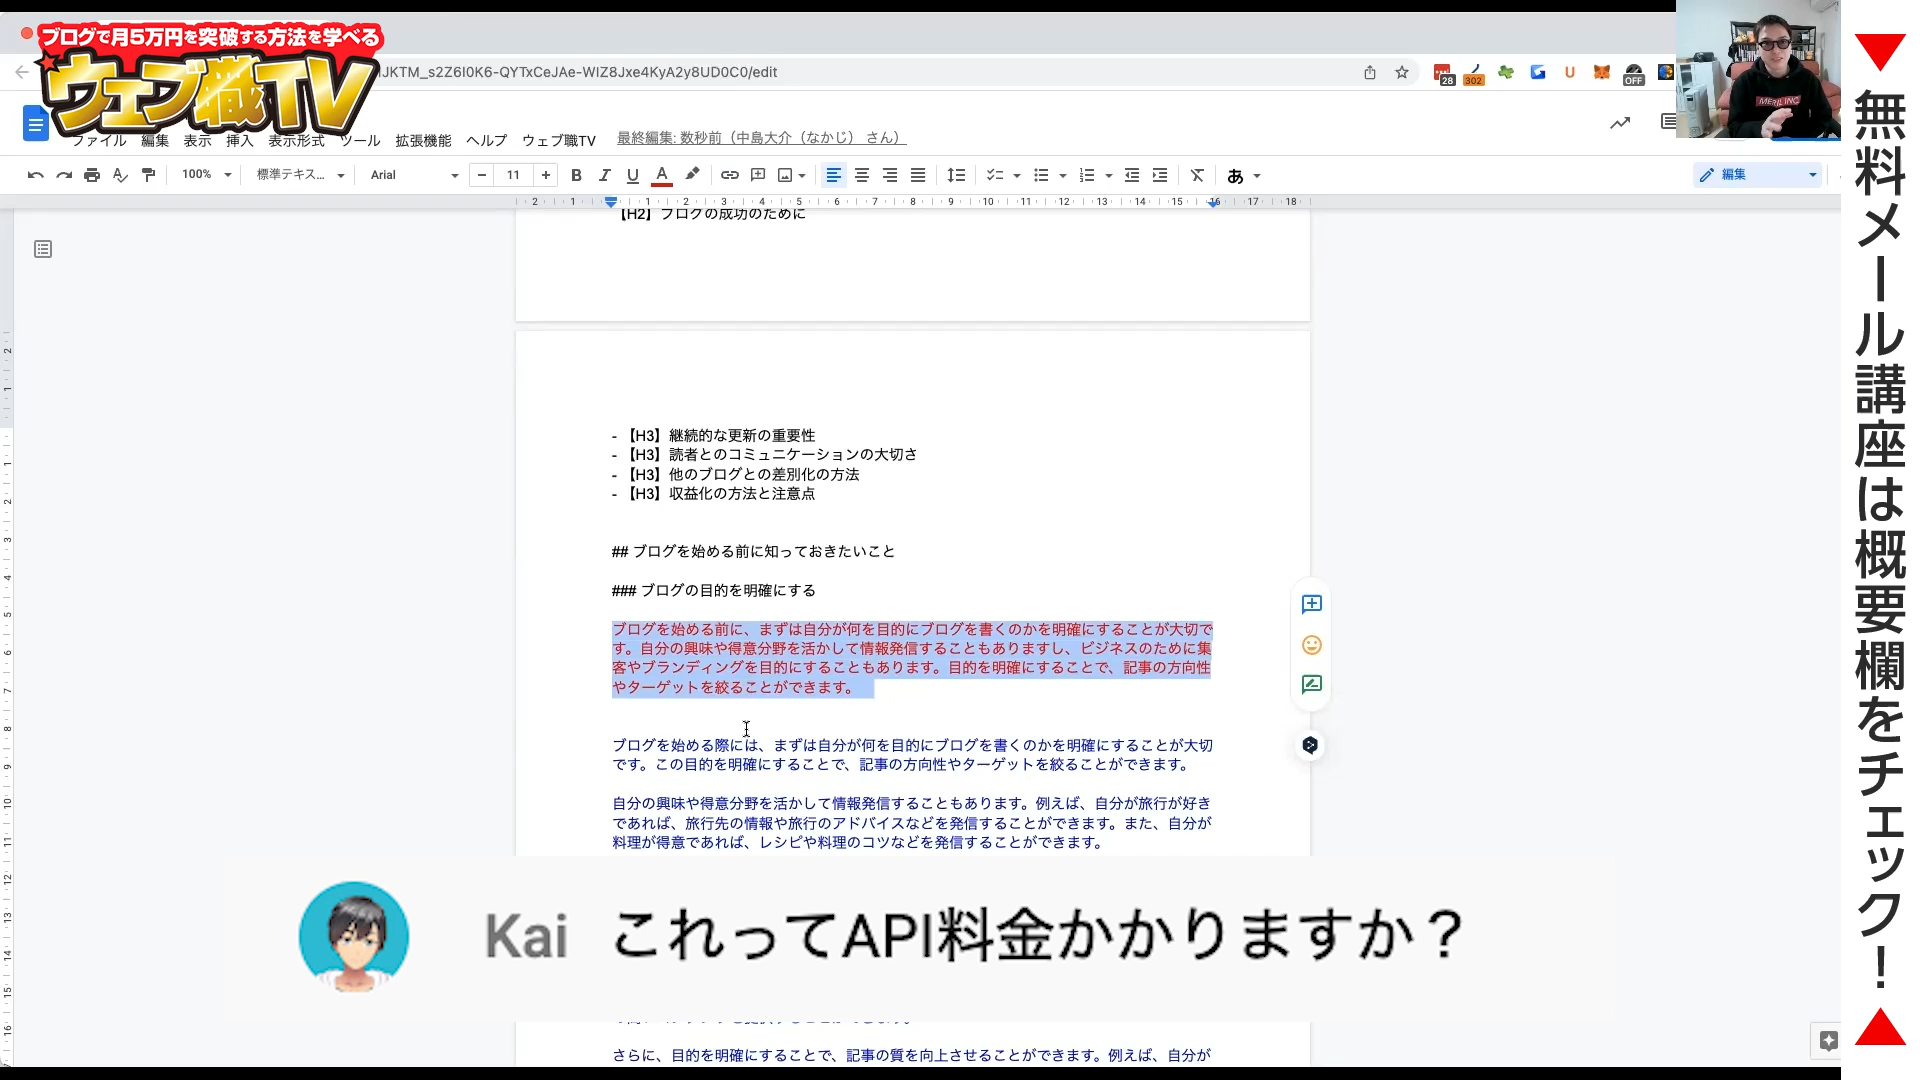 ブログで月5万円を突破する方法を学べる
ウェブ職TV
JKTM_s2Z6I0K6-QYTxCeJAe-WIZ8Jxe4KyA2y8UD0C0/edit
28
302
OFF
MERIL INC
ファイル 編集 表示 挿入 表示形式 ツール 拡張機能 ヘルプ ウェブ職TV 最終編集: 数秒前（中島大介（なかじ） さん）
100% 標準テキス... Arial 11 あ 編集
2 1 1 2 3 4 5 6 7 8 9 10 11 12 13 14 15 16 17 18
【H2】ブログの成功のために
- 【H3】継続的な更新の重要性
- 【H3】読者とのコミュニケーションの大切さ
- 【H3】他のブログとの差別化の方法
- 【H3】収益化の方法と注意点
## ブログを始める前に知っておきたいこと
### ブログの目的を明確にする
ブログを始める前に、まずは自分が何を目的にブログを書くのかを明確にすることが大切で
す。自分の興味や得意分野を活かして情報発信することもありますし、ビジネスのために集
客やブランディングを目的にすることもあります。目的を明確にすることで、記事の方向性
やターゲットを絞ることができます。
ブログを始める際には、まずは自分が何を目的にブログを書くのかを明確にすることが大切
です。この目的を明確にすることで、記事の方向性やターゲットを絞ることができます。
自分の興味や得意分野を活かして情報発信することもあります。例えば、自分が旅行が好き
であれば、旅行先の情報や旅行のアドバイスなどを発信することができます。また、自分が
料理が得意であれば、レシピや料理のコツなどを発信することができます。
Kai これってAPI料金かかりますか？
さらに、目的を明確にすることで、記事の質を向上させることができます。例えば、自分が
無料メール講座は概要欄をチェック！